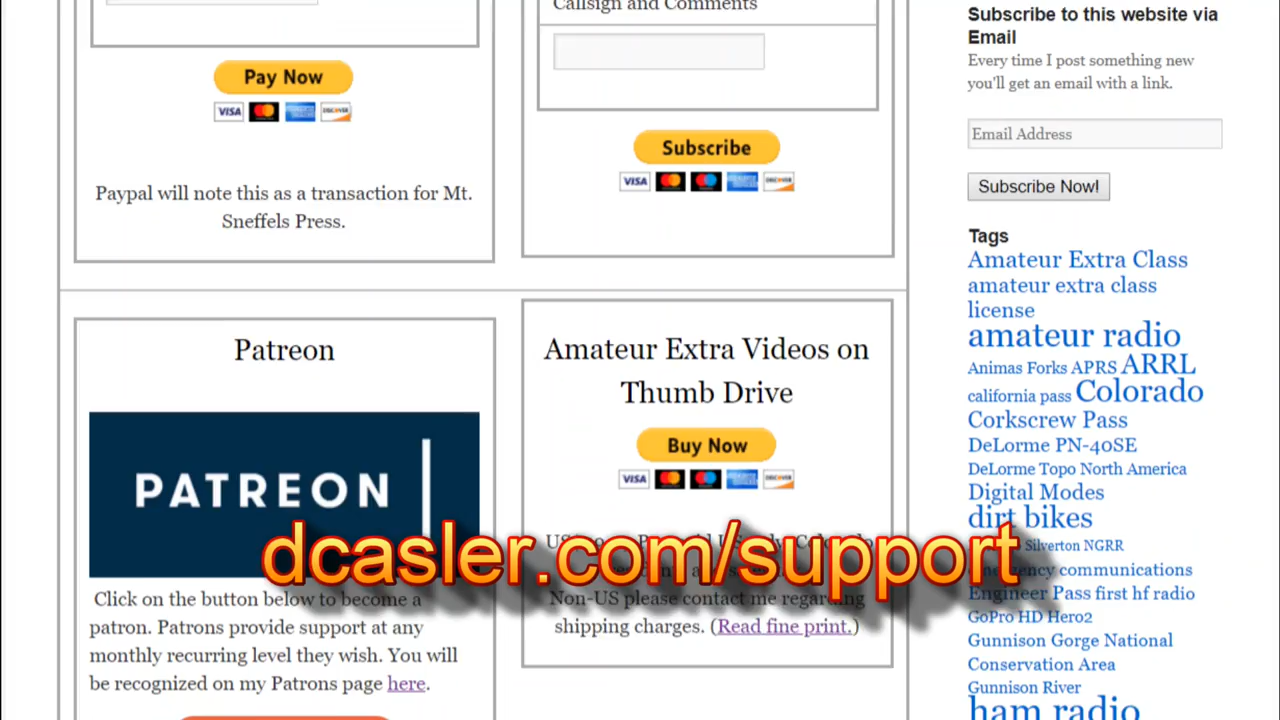 Callsign and Comments
Pay Now
VISA
DISCOVER
Subscribe
VISA
DISCOVER
Paypal will note this as a transaction for Mt.
Sneffels Press.
Patreon
PATREON
Click on the button below to become a
patron. Patrons provide support at any
monthly recurring level they wish. You will
be recognized on my Patrons page here.
Amateur Extra Videos on
Thumb Drive
Buy Now
VISA
DISCOVER
Non-US please contact me regarding
shipping charges. (Read fine print.)
dcasler.com/support
Subscribe to this website via
Email
Every time I post something new
you'll get an email with a link.
Email Address
Subscribe Now!
Tags
Amateur Extra Class
amateur extra class
license
amateur radio
Animas Forks APRS ARRL
california pass Colorado
Corkscrew Pass
DeLorme PN-40SE
DeLorme Topo North America
Digital Modes
dirt bikes
Silverton NGRR
communications
Engineer Pass first hf radio
GoPro HD Hero2
Gunnison Gorge National
Conservation Area
Gunnison River
ham radio